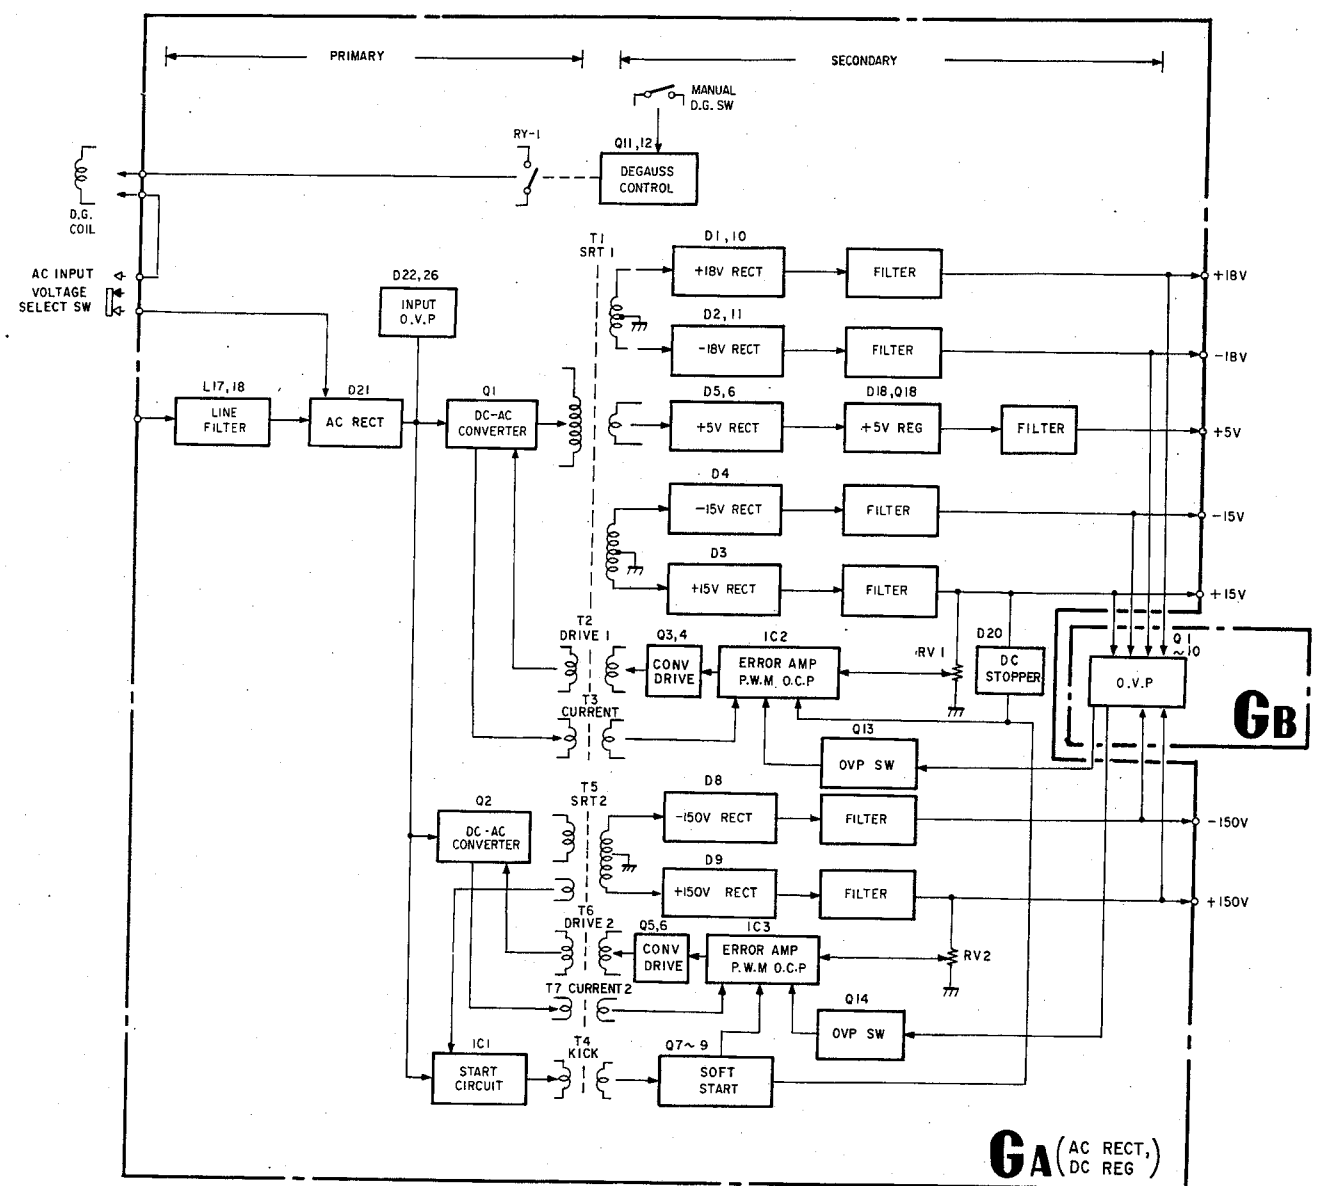 PRIMARY
SECONDARY
MANUAL
D.G. SW
RY-1
Q11,12
DEGAUSS
CONTROL
D.G.
COIL
AC INPUT
VOLTAGE
SELECT SW
D22,26
INPUT
O.V.P
T1
SRT 1
D1,10
+18V RECT
FILTER
+18V
D2,11
-18V RECT
FILTER
-18V
L17,18
LINE
FILTER
D21
AC RECT
Q1
DC-AC
CONVERTER
D5,6
+5V RECT
D18,Q18
+5V REG
FILTER
+5V
D4
-15V RECT
FILTER
-15V
D3
+15V RECT
FILTER
+15V
T2
DRIVE 1
Q3,4
CONV
DRIVE
IC2
ERROR AMP
P.W.M O.C.P
RV1
D20
DC
STOPPER
Q1
~10
O.V.P
GB
T3
CURRENT
Q13
OVP SW
T5
SRT2
D8
-150V RECT
FILTER
-150V
Q2
DC-AC
CONVERTER
D9
+150V RECT
FILTER
+150V
T6
DRIVE 2
Q5,6
CONV
DRIVE
IC3
ERROR AMP
P.W.M O.C.P
RV2
T7 CURRENT2
Q14
OVP SW
IC1
START
CIRCUIT
T4
KICK
Q7~9
SOFT
START
GA (AC RECT,
DC REG)